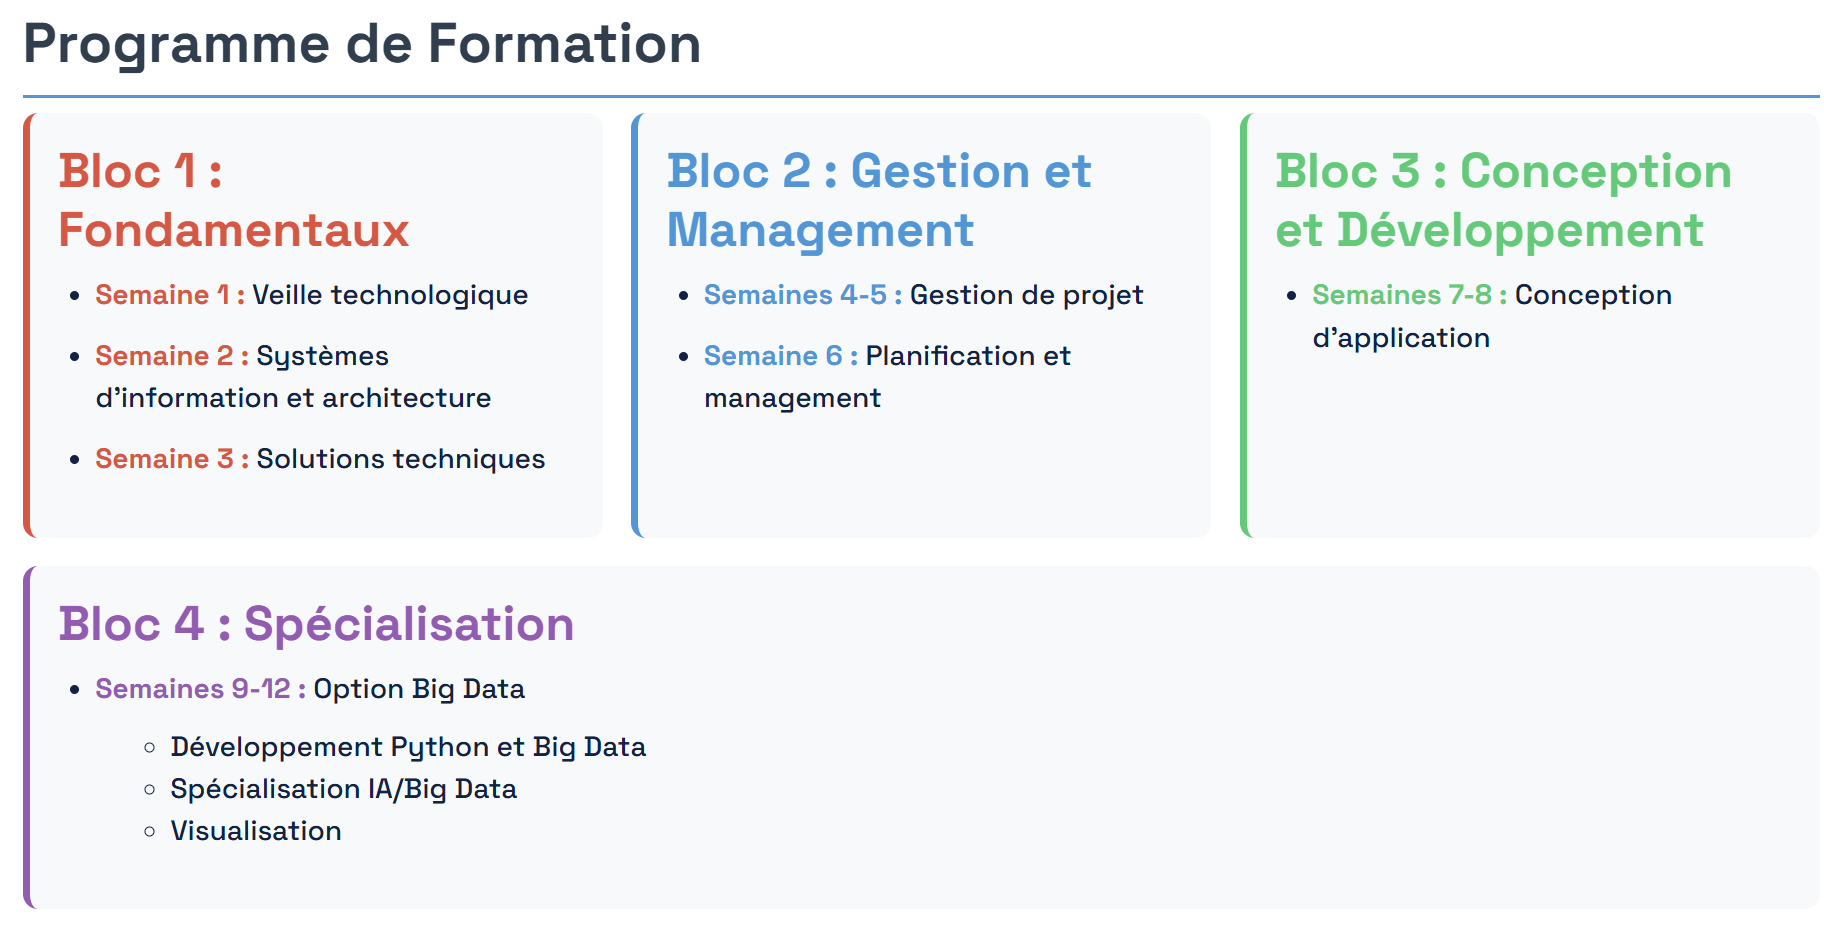 Programme de Formation
Bloc 1 :
Fondamentaux
• Semaine 1 : Veille technologique
• Semaine 2 : Systèmes
d’information et architecture
• Semaine 3 : Solutions techniques
Bloc 2 : Gestion et
Management
• Semaines 4-5 : Gestion de projet
• Semaine 6 : Planification et
management
Bloc 3 : Conception
et Développement
• Semaines 7-8 : Conception
d’application
Bloc 4 : Spécialisation
• Semaines 9-12 : Option Big Data
◦ Développement Python et Big Data
◦ Spécialisation IA/Big Data
◦ Visualisation